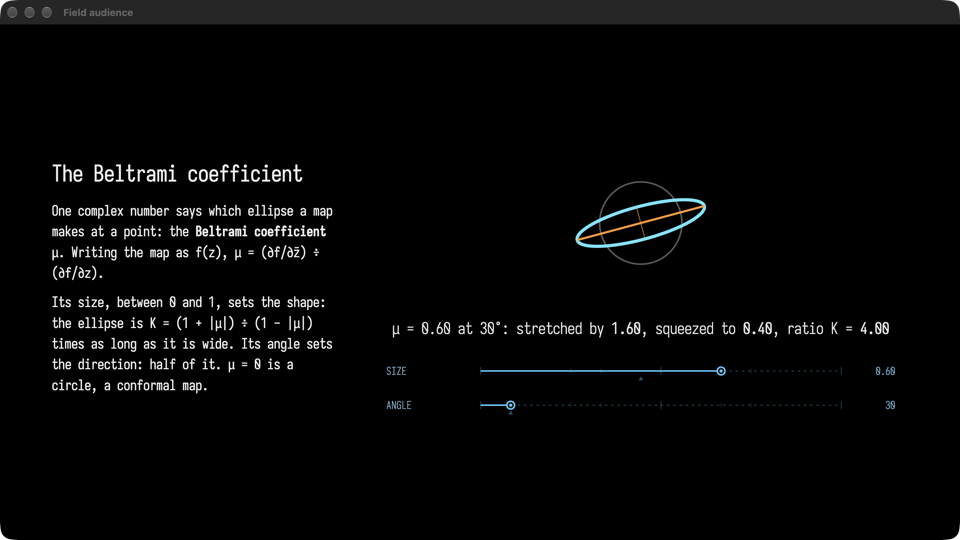 Field audience
The Beltrami coefficient
One complex number says which ellipse a map
makes at a point: the Beltrami coefficient
μ. Writing the map as f(z), μ = (∂f/∂z̄) ÷
(∂f/∂z).
Its size, between 0 and 1, sets the shape:
the ellipse is K = (1 + |μ|) ÷ (1 − |μ|)
times as long as it is wide. Its angle sets
the direction: half of it. μ = 0 is a
circle, a conformal map.
μ = 0.60 at 30°: stretched by 1.60, squeezed to 0.40, ratio K = 4.00
SIZE 0.60
ANGLE 30